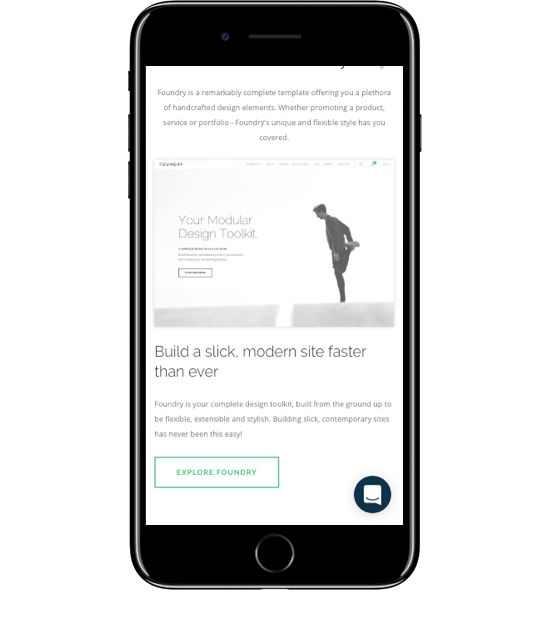 Foundry is a remarkably complete template offering you a plethora
of handcrafted design elements. Whether promoting a product,
service or portfolio - Foundry's unique and flexible style has you
covered.
FOUNDRY
Your Modular
Design Toolkit.
Build a slick, modern site faster
than ever
Foundry is your complete design toolkit, built from the ground up to
be flexible, extensible and stylish. Building slick, contemporary sites
has never been this easy!
EXPLORE FOUNDRY